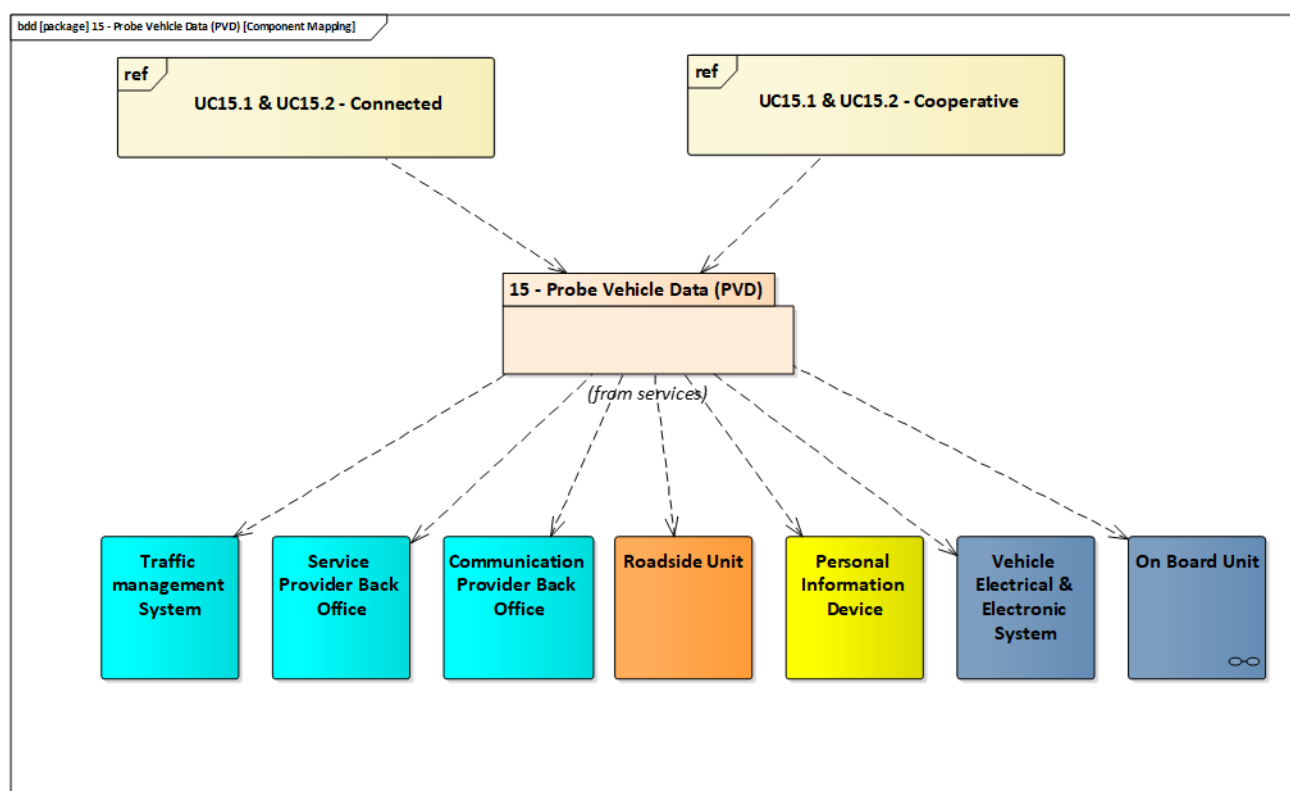 bdd [package] 15 - Probe Vehicle Data (PVD) [Component Mapping]
ref
UC15.1 & UC15.2 - Connected
ref
UC15.1 & UC15.2 - Cooperative
15 - Probe Vehicle Data (PVD)
(from services)
Traffic
management
System
Service
Provider Back
Office
Communication
Provider Back
Office
Roadside Unit
Personal
Information
Device
Vehicle
Electrical &
Electronic
System
On Board Unit